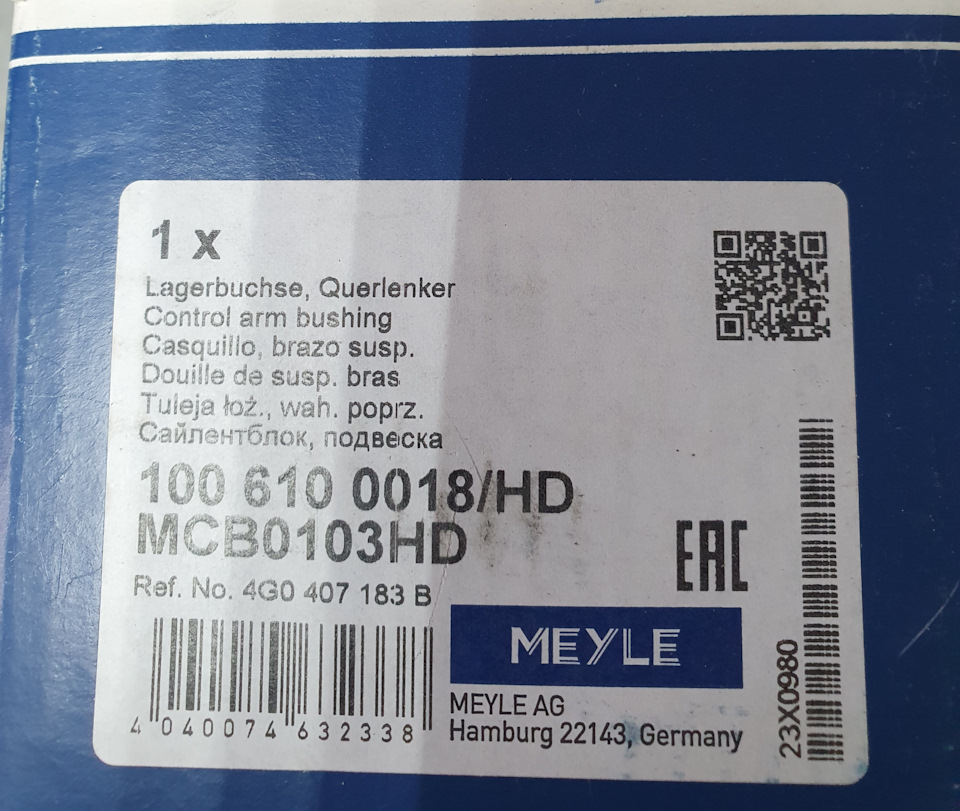 1 x
Lagerbuchse, Querlenker
Control arm bushing
Casquillo, brazo susp.
Douille de susp. bras
Tuleja łoż., wah. poprz.
Сайлентблок, подвеска
100 610 0018/HD
MCB0103HD
Ref. No. 4G0 407 183 B
EAC
MEYLE
MEYLE AG
Hamburg 22143, Germany
4 040074 632338
23X0980